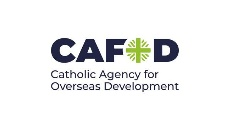 CAFOD
Catholic Agency for
Overseas Development